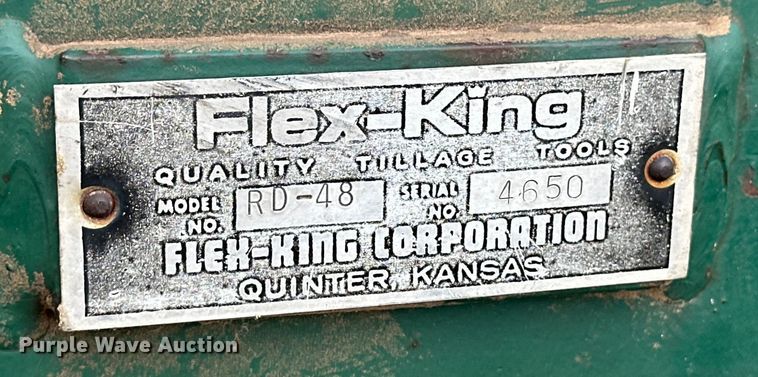 Flex-King
QUALITY TILLAGE TOOLS
MODEL NO. RD-48 SERIAL NO. 4650
FLEX-KING CORPORATION
QUINTER, KANSAS
Purple Wave Auction